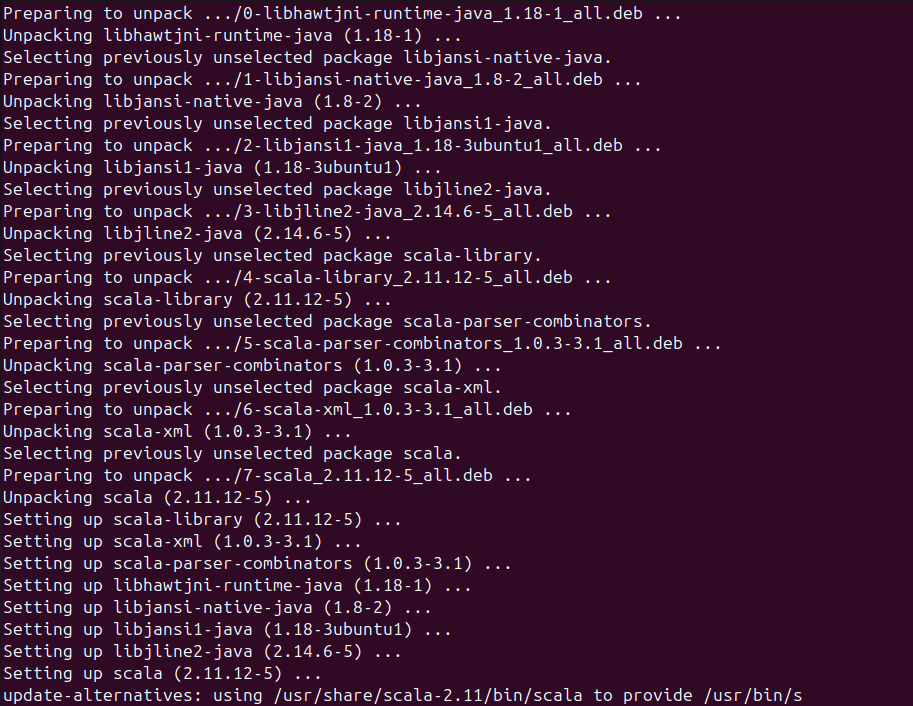 Preparing to unpack .../0-libhawtjni-runtime-java_1.18-1_all.deb ...
Unpacking libhawtjni-runtime-java (1.18-1) ...
Selecting previously unselected package libjansi-native-java.
Preparing to unpack .../1-libjansi-native-java_1.8-2_all.deb ...
Unpacking libjansi-native-java (1.8-2) ...
Selecting previously unselected package libjansi1-java.
Preparing to unpack .../2-libjansi1-java_1.18-3ubuntu1_all.deb ...
Unpacking libjansi1-java (1.18-3ubuntu1) ...
Selecting previously unselected package libjline2-java.
Preparing to unpack .../3-libjline2-java_2.14.6-5_all.deb ...
Unpacking libjline2-java (2.14.6-5) ...
Selecting previously unselected package scala-library.
Preparing to unpack .../4-scala-library_2.11.12-5_all.deb ...
Unpacking scala-library (2.11.12-5) ...
Selecting previously unselected package scala-parser-combinators.
Preparing to unpack .../5-scala-parser-combinators_1.0.3-3.1_all.deb ...
Unpacking scala-parser-combinators (1.0.3-3.1) ...
Selecting previously unselected package scala-xml.
Preparing to unpack .../6-scala-xml_1.0.3-3.1_all.deb ...
Unpacking scala-xml (1.0.3-3.1) ...
Selecting previously unselected package scala.
Preparing to unpack .../7-scala_2.11.12-5_all.deb ...
Unpacking scala (2.11.12-5) ...
Setting up scala-library (2.11.12-5) ...
Setting up scala-xml (1.0.3-3.1) ...
Setting up scala-parser-combinators (1.0.3-3.1) ...
Setting up libhawtjni-runtime-java (1.18-1) ...
Setting up libjansi-native-java (1.8-2) ...
Setting up libjansi1-java (1.18-3ubuntu1) ...
Setting up libjline2-java (2.14.6-5) ...
Setting up scala (2.11.12-5) ...
update-alternatives: using /usr/share/scala-2.11/bin/scala to provide /usr/bin/s